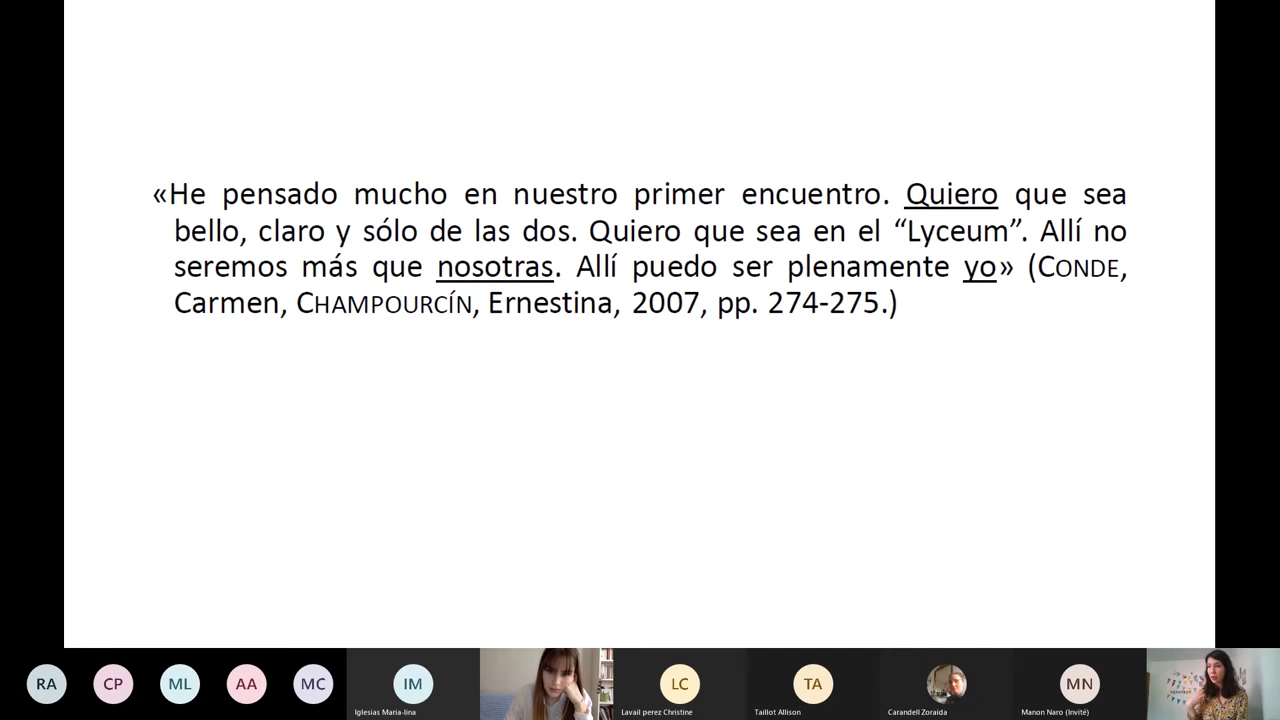 «He pensado mucho en nuestro primer encuentro. Quiero que sea
bello, claro y sólo de las dos. Quiero que sea en el “Lyceum”. Allí no
seremos más que nosotras. Allí puedo ser plenamente yo» (CONDE,
Carmen, CHAMPOURCÍN, Ernestina, 2007, pp. 274-275.)
RA CP ML AA MC IM LC TA MN
Iglesias Maria-lina Lavail perez Christine Taillot Allison Carandell Zoraida Manon Naro (Invité)